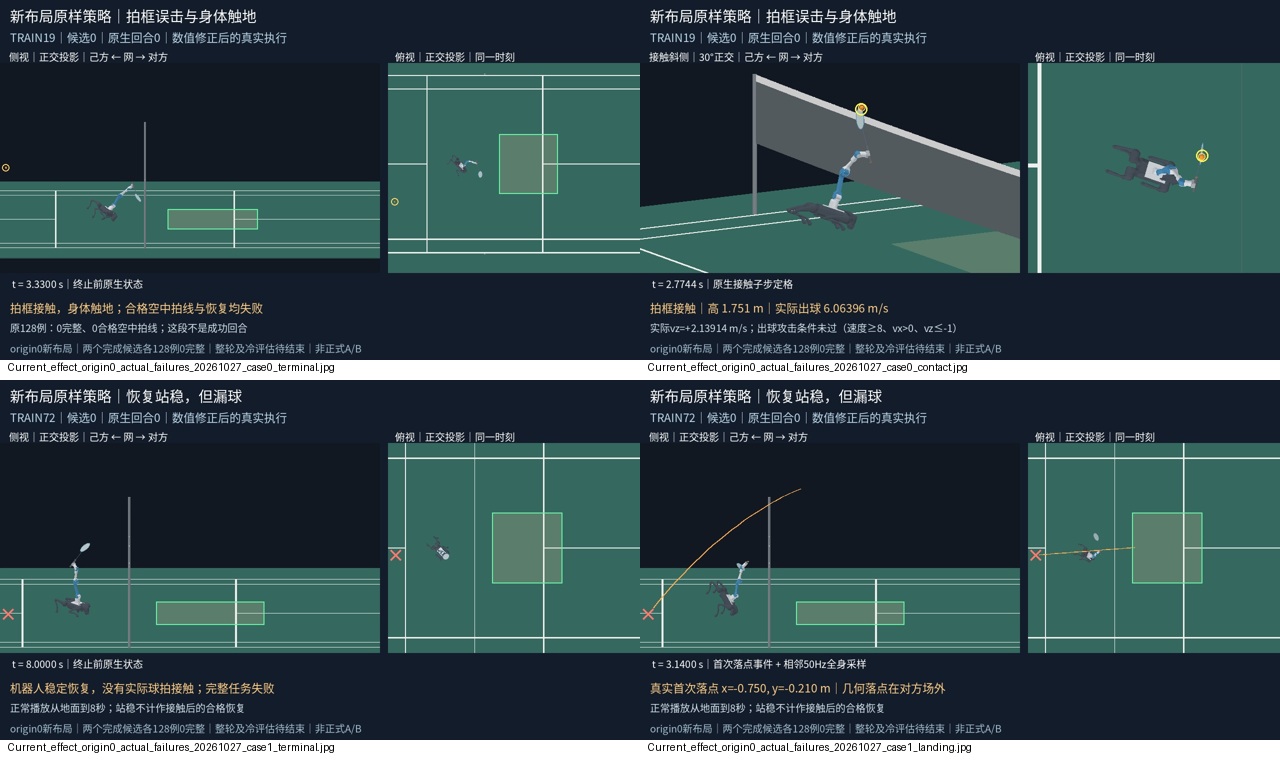 新布局原样策略｜拍框误击与身体触地
TRAIN19｜候选0｜原生回合0｜数值修正后的真实执行
侧视｜正交投影｜己方 ← 网 → 对方
俯视｜正交投影｜同一时刻
t = 3.3300 s｜终止前原生状态
拍框接触，身体触地；合格空中拍线与恢复均失败
原128例：0完整、0合格空中拍线；这段不是成功回合
origin0新布局｜两个完成候选各128例0完整｜整轮及冷评估待结束｜非正式A/B
Current_effect_origin0_actual_failures_20261027_case0_terminal.jpg
新布局原样策略｜拍框误击与身体触地
TRAIN19｜候选0｜原生回合0｜数值修正后的真实执行
接触斜侧｜30°正交｜己方 ← 网 → 对方
俯视｜正交投影｜同一时刻
t = 2.7744 s｜原生接触子步定格
拍框接触｜高 1.751 m｜实际出球 6.06396 m/s
实际vz=+2.13914 m/s；出球攻击条件未过（速度≥8、vx>0、vz≤-1）
origin0新布局｜两个完成候选各128例0完整｜整轮及冷评估待结束｜非正式A/B
Current_effect_origin0_actual_failures_20261027_case0_contact.jpg
新布局原样策略｜恢复站稳，但漏球
TRAIN72｜候选0｜原生回合0｜数值修正后的真实执行
侧视｜正交投影｜己方 ← 网 → 对方
俯视｜正交投影｜同一时刻
t = 8.0000 s｜终止前原生状态
机器人稳定恢复，没有实际球拍接触；完整任务失败
正常播放从地面到8秒；站稳不计作接触后的合格恢复
origin0新布局｜两个完成候选各128例0完整｜整轮及冷评估待结束｜非正式A/B
Current_effect_origin0_actual_failures_20261027_case1_terminal.jpg
新布局原样策略｜恢复站稳，但漏球
TRAIN72｜候选0｜原生回合0｜数值修正后的真实执行
侧视｜正交投影｜己方 ← 网 → 对方
俯视｜正交投影｜同一时刻
t = 3.1400 s｜首次落点事件 + 相邻50Hz全身采样
真实首次落点 x=-0.750, y=-0.210 m｜几何落点在对方场外
正常播放从地面到8秒；站稳不计作接触后的合格恢复
origin0新布局｜两个完成候选各128例0完整｜整轮及冷评估待结束｜非正式A/B
Current_effect_origin0_actual_failures_20261027_case1_landing.jpg